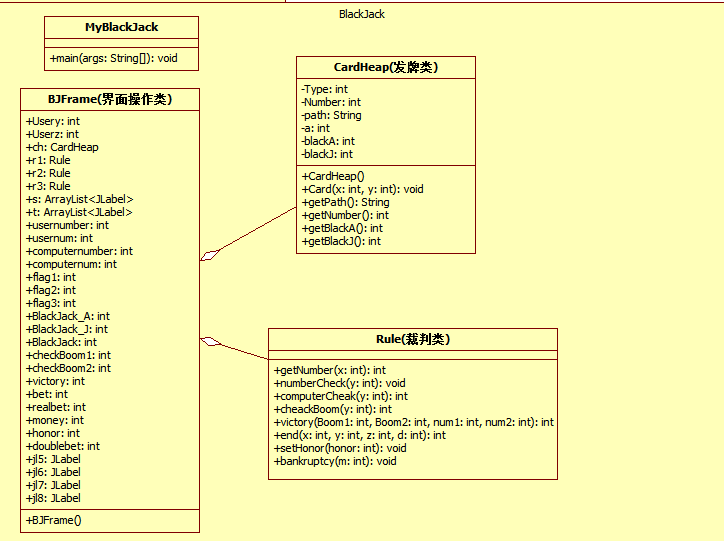 BlackJack
MyBlackJack
+main(args: String[]): void
BJFrame(界面操作类)
+Usery: int
+Userz: int
+ch: CardHeap
+r1: Rule
+r2: Rule
+r3: Rule
+s: ArrayList<JLabel>
+t: ArrayList<JLabel>
+usernumber: int
+usernum: int
+computernumber: int
+computernum: int
+flag1: int
+flag2: int
+flag3: int
+BlackJack_A: int
+BlackJack_J: int
+BlackJack: int
+checkBoom1: int
+checkBoom2: int
+victory: int
+bet: int
+realbet: int
+money: int
+honor: int
+doublebet: int
+jl5: JLabel
+jl6: JLabel
+jl7: JLabel
+jl8: JLabel
+BJFrame()
CardHeap(发牌类)
-Type: int
-Number: int
-path: String
-a: int
-blackA: int
-blackJ: int
+CardHeap()
+Card(x: int, y: int): void
+getPath(): String
+getNumber(): int
+getBlackA(): int
+getBlackJ(): int
Rule(裁判类)
+getNumber(x: int): int
+numberCheck(y: int): void
+computerCheak(y: int): int
+cheackBoom(y: int): int
+victory(Boom1: int, Boom2: int, num1: int, num2: int): int
+end(x: int, y: int, z: int, d: int): int
+setHonor(honor: int): void
+bankruptcy(m: int): void